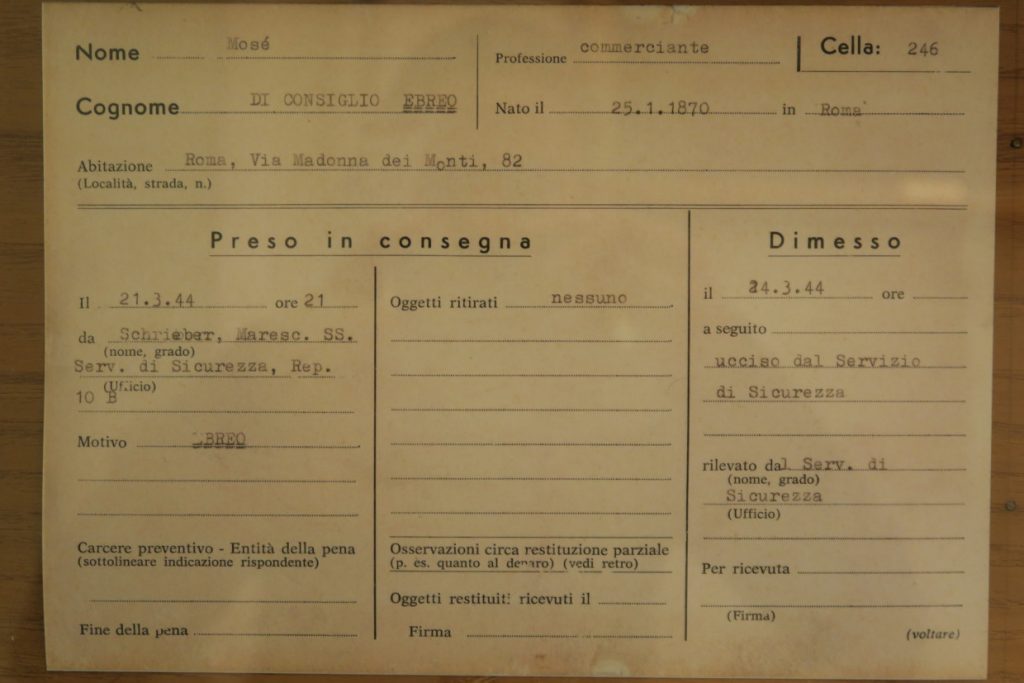 Nome Mosé
Professione commerciante
Cella: 246
Cognome DI CONSIGLIO EBREO
Nato il 25.1.1870 in Roma
Abitazione Roma, Via Madonna dei Monti, 82
(Località, strada, n.)
Preso in consegna
Il 21.3.44 ore 21
da Schrieber, Maresc. SS.
(nome, grado)
Serv. di Sicurezza, Rep.
(Ufficio)
10 B
Motivo EBREO
Carcere preventivo - Entità della pena
(sottolineare indicazione rispondente)
Fine della pena
Oggetti ritirati nessuno
Osservazioni circa restituzione parziale
(p. es. quanto al denaro) (vedi retro)
Oggetti restituiti ricevuti il
Firma
Dimesso
il 24.3.44 ore
a seguito
ucciso dal Servizio
di Sicurezza
rilevato dal Serv. di
(nome, grado)
Sicurezza
(Ufficio)
Per ricevuta
(Firma)
(voltare)